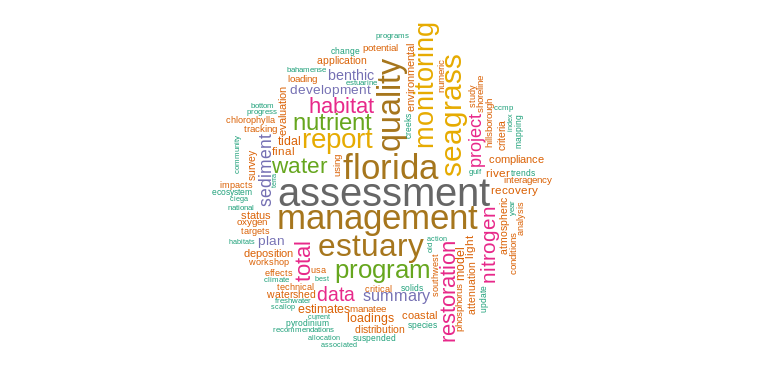 programs
change
potential
monitoring
application
bahamense
loading
benthic
estuarine
quality
environmental
numeric
seagrass
development
habitat
study
shoreline
bottom
progress
evaluation
chlorophylla
nutrient
creeks
hillsborough
ccmp
index
mapping
tracking
report
tidal
criteria
project
final
florida
compliance
community
survey
sediment
water
using
gulf
river
trends
interagency
impacts
assessment
recovery
ecosystem
ciega
national
management
status
oxygen
targets
nitrogen
atmospheric
year
analysis
conditions
habitats
plan
estuary
old
action
light
deposition
workshop
total
program
restoration
southwest
model
effects
usa
climate
best
technical
watershed
data
critical
solids
summary
attenuation
phosphorus
update
freshwater
scallop
estimates
manatee
current
loadings
coastal
pyrodinium
recommendations
distribution
species
allocation
suspended
associated